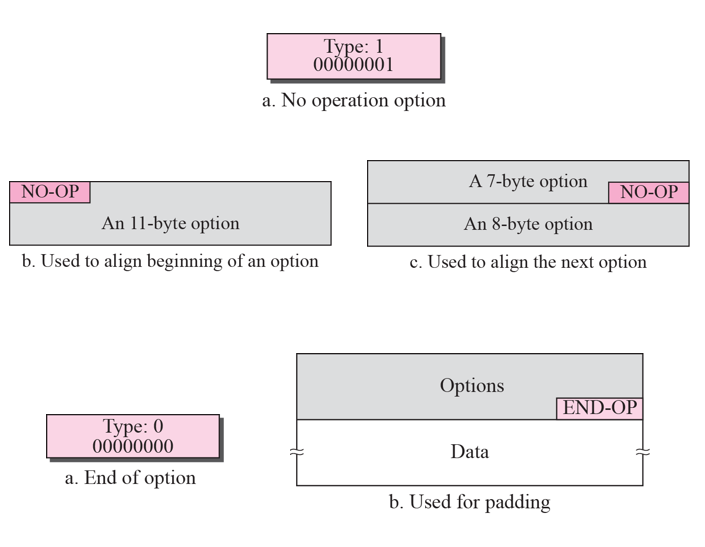 Type: 1
00000001
a. No operation option
NO-OP
An 11-byte option
b. Used to align beginning of an option
A 7-byte option
NO-OP
An 8-byte option
c. Used to align the next option
Type: 0
00000000
a. End of option
Options
END-OP
Data
b. Used for padding